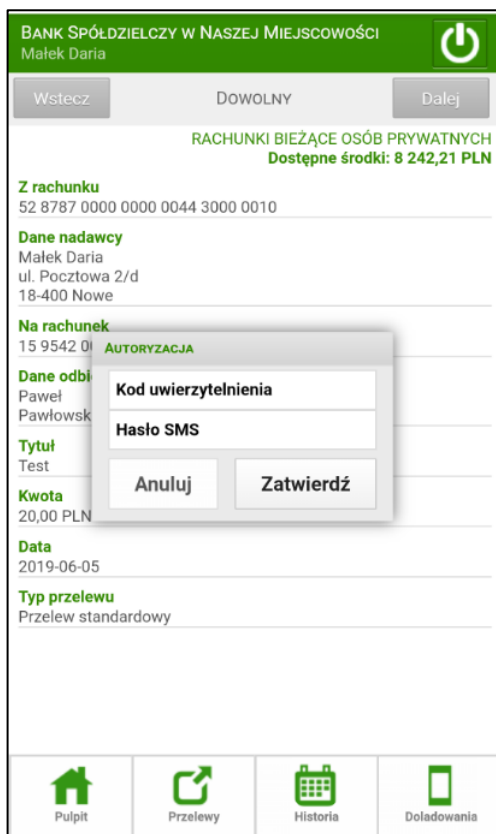 Bank Spółdzielczy w Naszej Miejscowości
Małek Daria
Wstecz
Dowolny
Dalej
RACHUNKI BIEŻĄCE OSÓB PRYWATNYCH
Dostępne środki: 8 242,21 PLN
Z rachunku
52 8787 0000 0000 0044 3000 0010
Dane nadawcy
Małek Daria
ul. Pocztowa 2/d
18-400 Nowe
Na rachunek
15 9542
Dane
Paweł
Autoryzacja
Kod uwierzytelnienia
Hasło SMS
Anuluj
Zatwierdź
Tytuł
Test
Kwota
20,00 PLN
Data
2019-06-05
Typ przelewu
Przelew standardowy
Pulpit
Przelewy
Historia
Doładowania